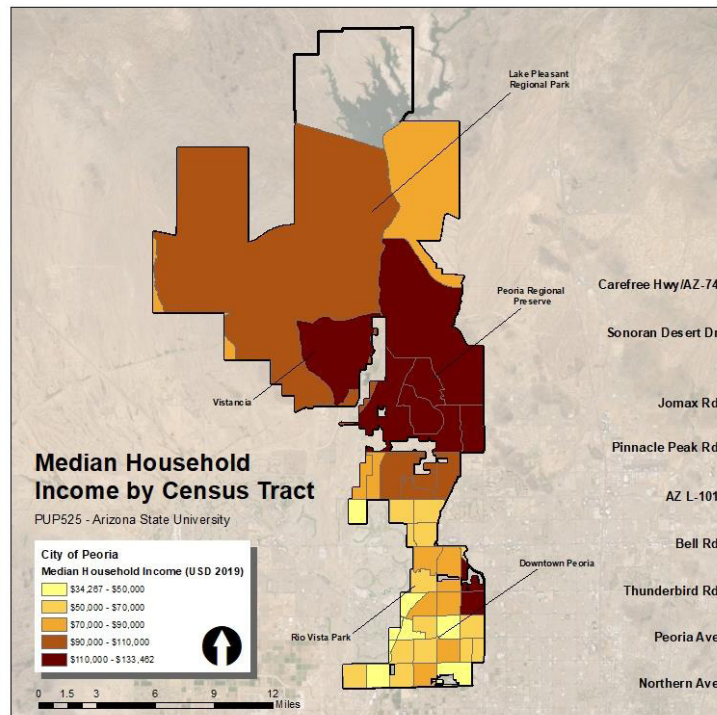 Lake Pleasant
Regional Park
Peoria Regional
Preserve
Carefree Hwy/AZ-74
Sonoran Desert Dr
Vistancia
Jomax Rd
Pinnacle Peak Rd
Median Household
Income by Census Tract
PUP525 - Arizona State University
AZ L-101
Bell Rd
City of Peoria
Median Household Income (USD 2019)
$34,267 - $50,000
$50,000 - $70,000
$70,000 - $90,000
$90,000 - $110,000
$110,000 - $133,462
Downtown Peoria
Thunderbird Rd
Rio Vista Park
Peoria Ave
Northern Ave
0 1.5 3 6 9 12
Miles